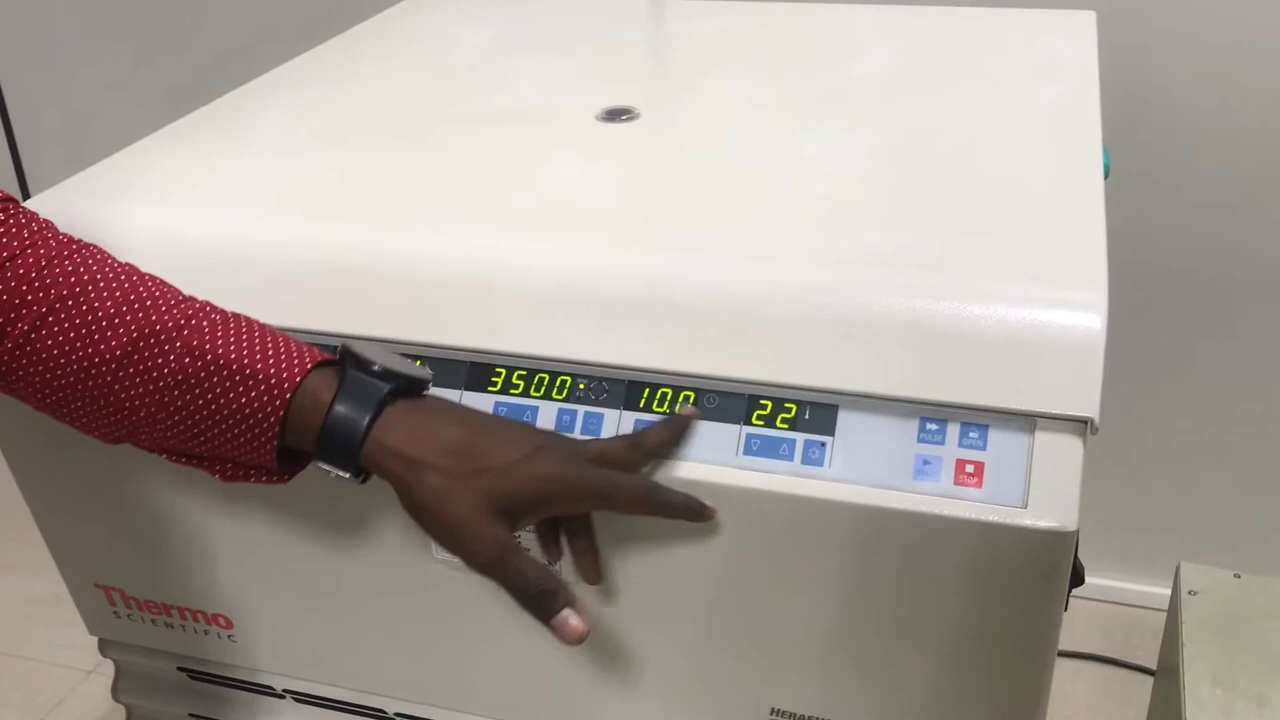 3500
10.0
22
PULSE
OPEN
STOP
Thermo
SCIENTIFIC